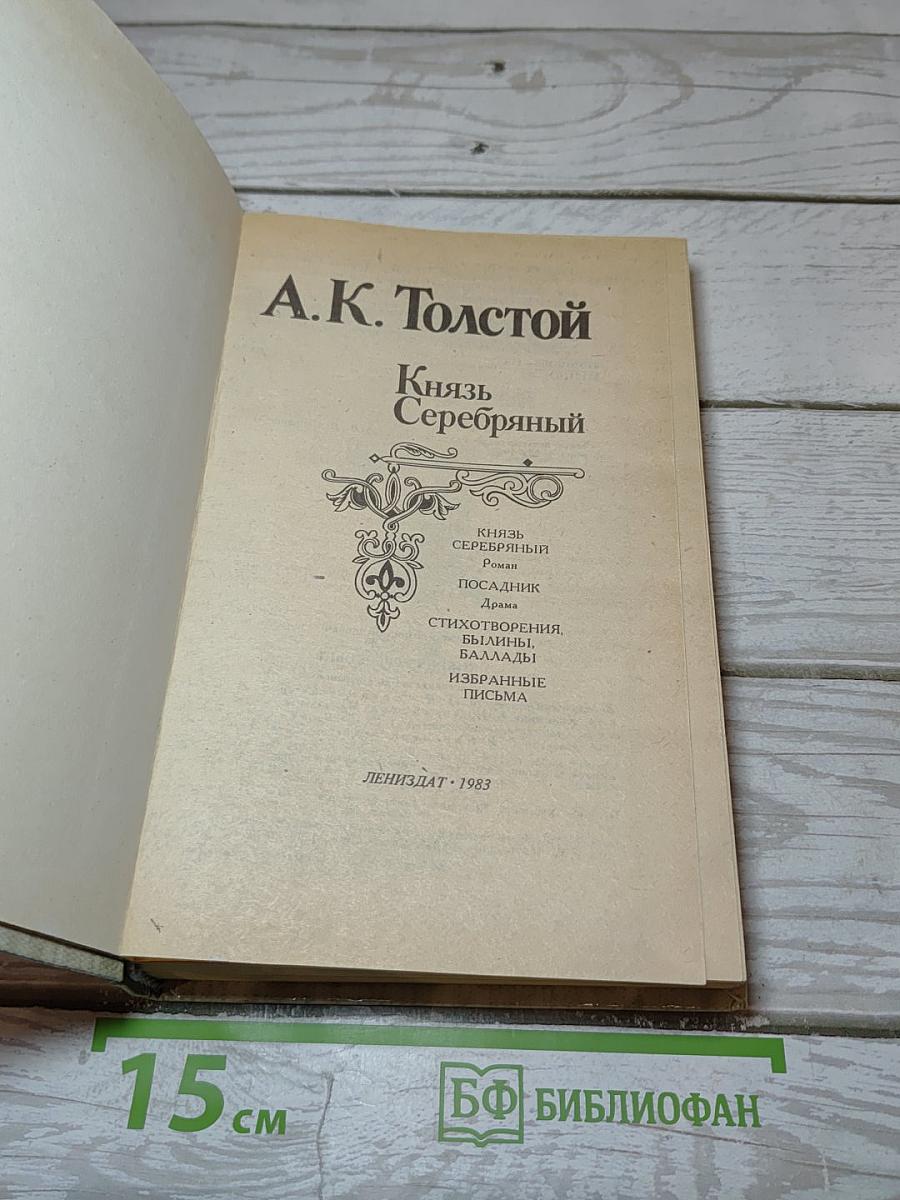 А. К. Толстой
Князь
Серебряный
КНЯЗЬ
СЕРЕБРЯНЫЙ
Роман
ПОСАДНИК
Драма
СТИХОТВОРЕНИЯ,
БЫЛИНЫ,
БАЛЛАДЫ
ИЗБРАННЫЕ
ПИСЬМА
ЛЕНИЗДАТ • 1983
15 см
БФ БИБЛИОФАН